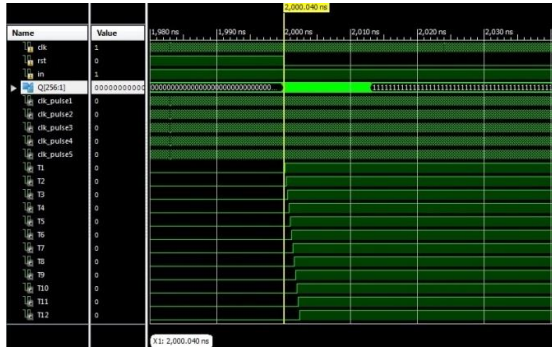 2,000.040 ns
Name Value 1,980 ns 1,990 ns 2,000 ns 2,010 ns 2,020 ns 2,030 ns
clk 1
rst 0
in 1
Q[256:1]
clk_pulse1 0
clk_pulse2 0
clk_pulse3 0
clk_pulse4 0
clk_pulse5 0
T1 0
T2 0
T3 0
T4 0
T5 0
T6 0
T7 0
T8 0
T9 0
T10 0
T11 0
T12 0
X1: 2,000.040 ns